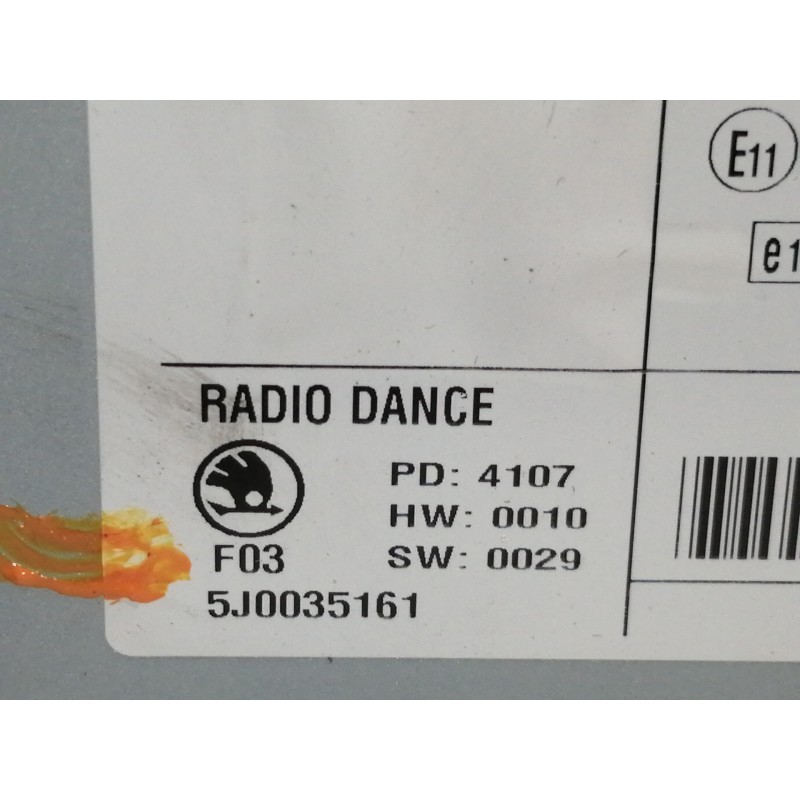 E11
e1
RADIO DANCE
PD: 4107
HW: 0010
F03
SW: 0029
5J0035161